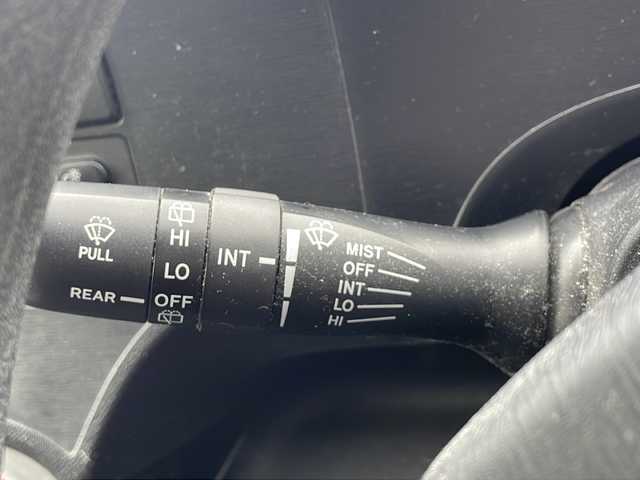 PULL
REAR
HI
LO
OFF
INT
MIST
OFF
INT
LO
HI